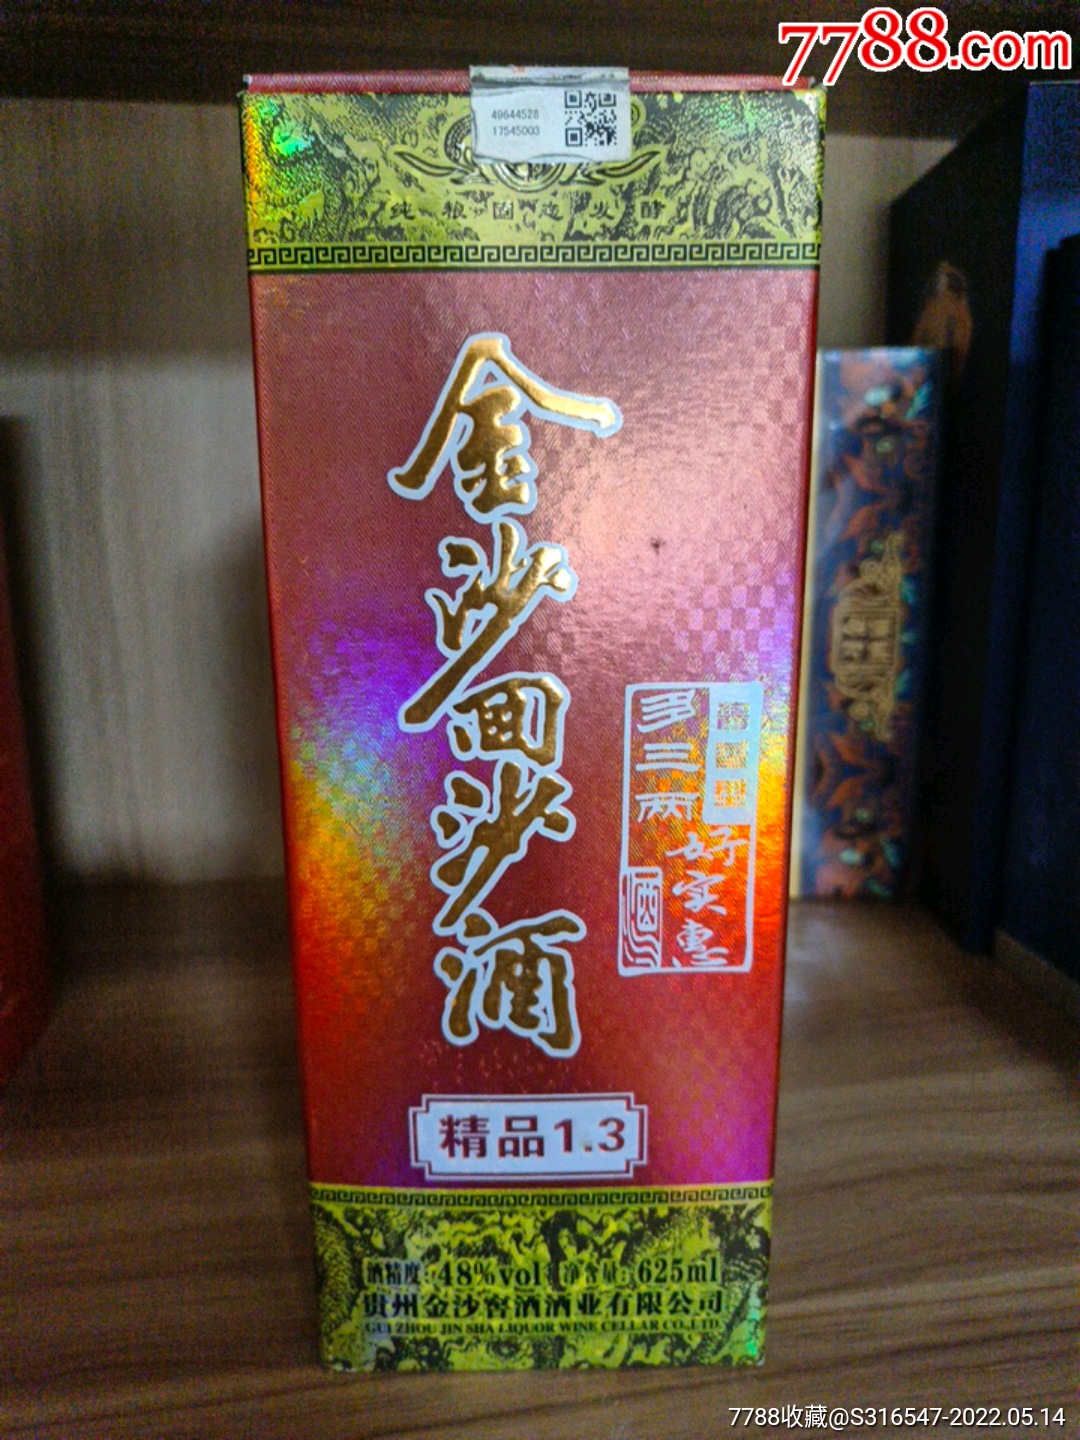 7788.com
49644528
17545003
纯粮固态发酵
金沙回沙酒
多三两
酒
好实惠
精品1.3
酒精度:48%vol 净含量:625ml
贵州金沙窖酒酒业有限公司
GUIZHOU JIN SHA LIQUOR WINE CELLAR CO.,LTD.
7788收藏@S316547-2022.05.14